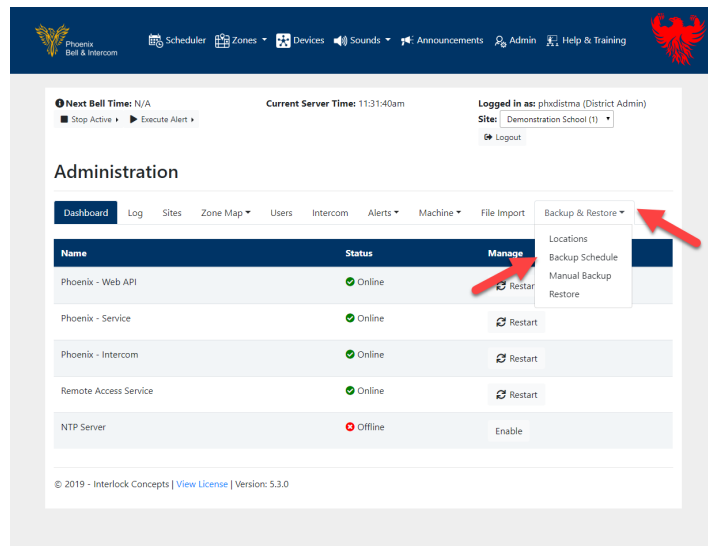 Phoenix
Bell & Intercom
Scheduler Zones Devices Sounds Announcements Admin Help & Training
Next Bell Time: N/A Current Server Time: 11:31:40am Logged in as: phxdistma (District Admin)
Stop Active Execute Alert Site: Demonstration School (1)
Logout
Administration
Dashboard Log Sites Zone Map Users Intercom Alerts Machine File Import Backup & Restore
Locations
Backup Schedule
Manual Backup
Restore
Name Status Manage
Phoenix - Web API Online Restar
Phoenix - Service Online Restart
Phoenix - Intercom Online Restart
Remote Access Service Online Restart
NTP Server Offline Enable
© 2019 - Interlock Concepts | View License | Version: 5.3.0